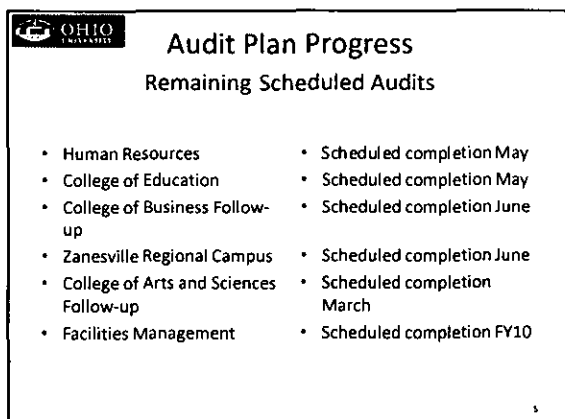 OHIO
UNIVERSITY
Audit Plan Progress
Remaining Scheduled Audits
• Human Resources
• College of Education
• College of Business Follow-
up
• Zanesville Regional Campus
• College of Arts and Sciences
Follow-up
• Facilities Management
• Scheduled completion May
• Scheduled completion May
• Scheduled completion June
• Scheduled completion June
• Scheduled completion
March
• Scheduled completion FY10